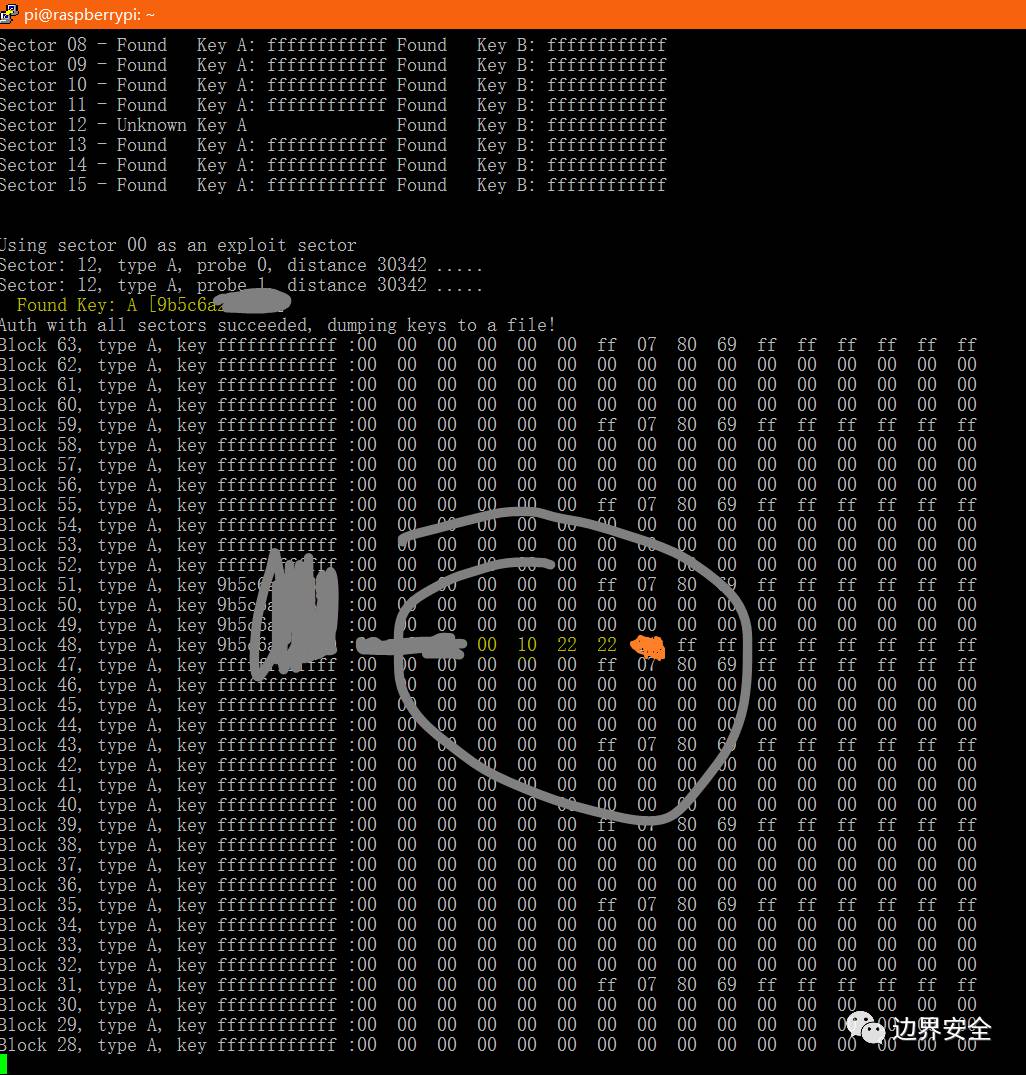 pi@raspberrypi: ~
Sector 08 - Found   Key A: ffffffffffff Found   Key B: ffffffffffff
Sector 09 - Found   Key A: ffffffffffff Found   Key B: ffffffffffff
Sector 10 - Found   Key A: ffffffffffff Found   Key B: ffffffffffff
Sector 11 - Found   Key A: ffffffffffff Found   Key B: ffffffffffff
Sector 12 - Unknown Key A               Found   Key B: ffffffffffff
Sector 13 - Found   Key A: ffffffffffff Found   Key B: ffffffffffff
Sector 14 - Found   Key A: ffffffffffff Found   Key B: ffffffffffff
Sector 15 - Found   Key A: ffffffffffff Found   Key B: ffffffffffff
Using sector 00 as an exploit sector
Sector: 12, type A, probe 0, distance 30342 .....
Sector: 12, type A, probe 1, distance 30342 .....
Found Key: A [9b5c6a
Auth with all sectors succeeded, dumping keys to a file!
Block 63, type A, key ffffffffffff :00 00 00 00 00 00 ff 07 80 69 ff ff ff ff ff ff
Block 62, type A, key ffffffffffff :00 00 00 00 00 00 00 00 00 00 00 00 00 00 00 00
Block 61, type A, key ffffffffffff :00 00 00 00 00 00 00 00 00 00 00 00 00 00 00 00
Block 60, type A, key ffffffffffff :00 00 00 00 00 00 00 00 00 00 00 00 00 00 00 00
Block 59, type A, key ffffffffffff :00 00 00 00 00 00 ff 07 80 69 ff ff ff ff ff ff
Block 58, type A, key ffffffffffff :00 00 00 00 00 00 00 00 00 00 00 00 00 00 00 00
Block 57, type A, key ffffffffffff :00 00 00 00 00 00 00 00 00 00 00 00 00 00 00 00
Block 56, type A, key ffffffffffff :00 00 00 00 00 00 00 00 00 00 00 00 00 00 00 00
Block 55, type A, key ffffffffffff :00 00 00 00 00 00 ff 07 80 69 ff ff ff ff ff ff
Block 54, type A, key ffffffffffff :00 00 00 00 00 00 00 00 00 00 00 00 00 00 00 00
Block 53, type A, key ffffffffffff :00 00 00 00 00 00 00 00 00 00 00 00 00 00 00 00
Block 52, type A, key ffffffffffff :00 00 00 00 00 00 00 00 00 00 00 00 00 00 00 00
Block 51, type A, key 9b5c6a :00 00 00 00 00 00 ff 07 80 69 ff ff ff ff ff ff
Block 50, type A, key 9b5c6a :00 00 00 00 00 00 00 00 00 00 00 00 00 00 00 00
Block 49, type A, key 9b5c6a :00 00 00 00 00 00 00 00 00 00 00 00 00 00 00 00
Block 48, type A, key 9b5c6a 00 10 22 22 ff ff ff ff ff ff ff ff
Block 47, type A, key ffffffffffff :00 00 00 00 00 00 ff 07 80 69 ff ff ff ff ff ff
Block 46, type A, key ffffffffffff :00 00 00 00 00 00 00 00 00 00 00 00 00 00 00 00
Block 45, type A, key ffffffffffff :00 00 00 00 00 00 00 00 00 00 00 00 00 00 00 00
Block 44, type A, key ffffffffffff :00 00 00 00 00 00 00 00 00 00 00 00 00 00 00 00
Block 43, type A, key ffffffffffff :00 00 00 00 00 00 ff 07 80 69 ff ff ff ff ff ff
Block 42, type A, key ffffffffffff :00 00 00 00 00 00 00 00 00 00 00 00 00 00 00 00
Block 41, type A, key ffffffffffff :00 00 00 00 00 00 00 00 00 00 00 00 00 00 00 00
Block 40, type A, key ffffffffffff :00 00 00 00 00 00 00 00 00 00 00 00 00 00 00 00
Block 39, type A, key ffffffffffff :00 00 00 00 00 00 ff 07 80 69 ff ff ff ff ff ff
Block 38, type A, key ffffffffffff :00 00 00 00 00 00 00 00 00 00 00 00 00 00 00 00
Block 37, type A, key ffffffffffff :00 00 00 00 00 00 00 00 00 00 00 00 00 00 00 00
Block 36, type A, key ffffffffffff :00 00 00 00 00 00 00 00 00 00 00 00 00 00 00 00
Block 35, type A, key ffffffffffff :00 00 00 00 00 00 ff 07 80 69 ff ff ff ff ff ff
Block 34, type A, key ffffffffffff :00 00 00 00 00 00 00 00 00 00 00 00 00 00 00 00
Block 33, type A, key ffffffffffff :00 00 00 00 00 00 00 00 00 00 00 00 00 00 00 00
Block 32, type A, key ffffffffffff :00 00 00 00 00 00 00 00 00 00 00 00 00 00 00 00
Block 31, type A, key ffffffffffff :00 00 00 00 00 00 ff 07 80 69 ff ff ff ff ff ff
Block 30, type A, key ffffffffffff :00 00 00 00 00 00 00 00 00 00 00 00 00 00 00 00
Block 29, type A, key ffffffffffff :00 00 00 00 00 00 00 00 00 00 00 00 00 00 00 00
Block 28, type A, key ffffffffffff :00 00 00 00 00 00 00 00 00 00 00 00 00 00 00 00
边界安全